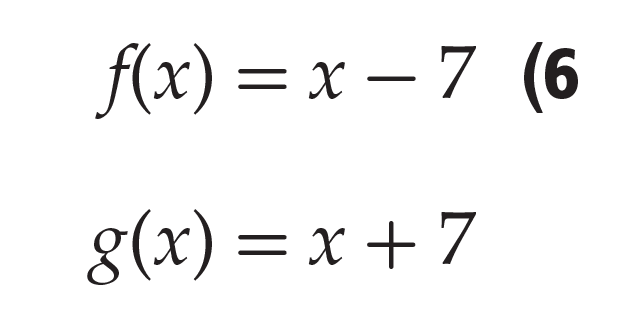 f(x) = x − 7 (6
g(x) = x + 7